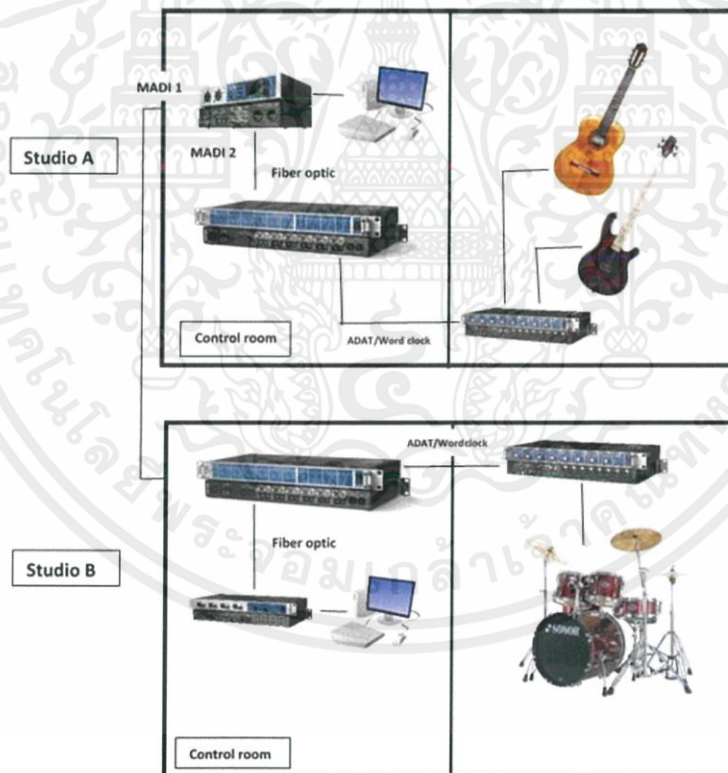 MADI 1
Studio A
MADI 2
Fiber optic
Control room
ADAT/Word clock
ADAT/Wordclock
Studio B
Fiber optic
SONOR
Control room